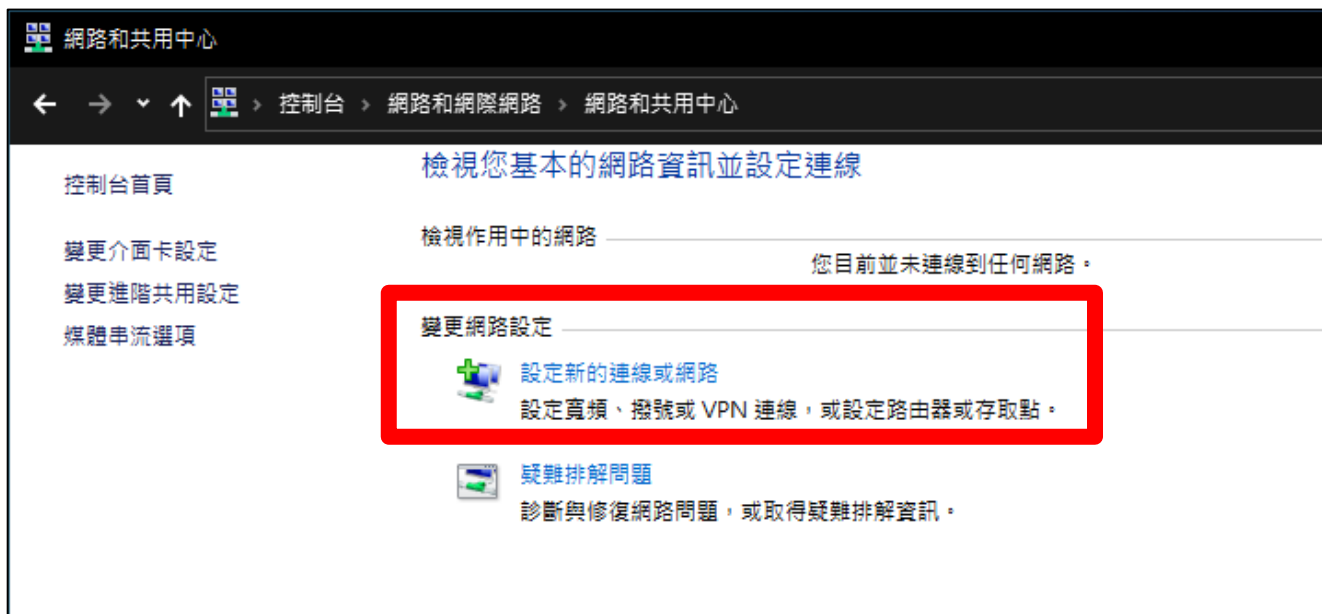 網路和共用中心
控制台 > 網路和網際網路 > 網路和共用中心
控制台首頁
變更介面卡設定
變更進階共用設定
媒體串流選項
檢視您基本的網路資訊並設定連線
檢視作用中的網路
您目前並未連線到任何網路。
變更網路設定
設定新的連線或網路
設定寬頻、撥號或 VPN 連線，或設定路由器或存取點。
疑難排解問題
診斷與修復網路問題，或取得疑難排解資訊。